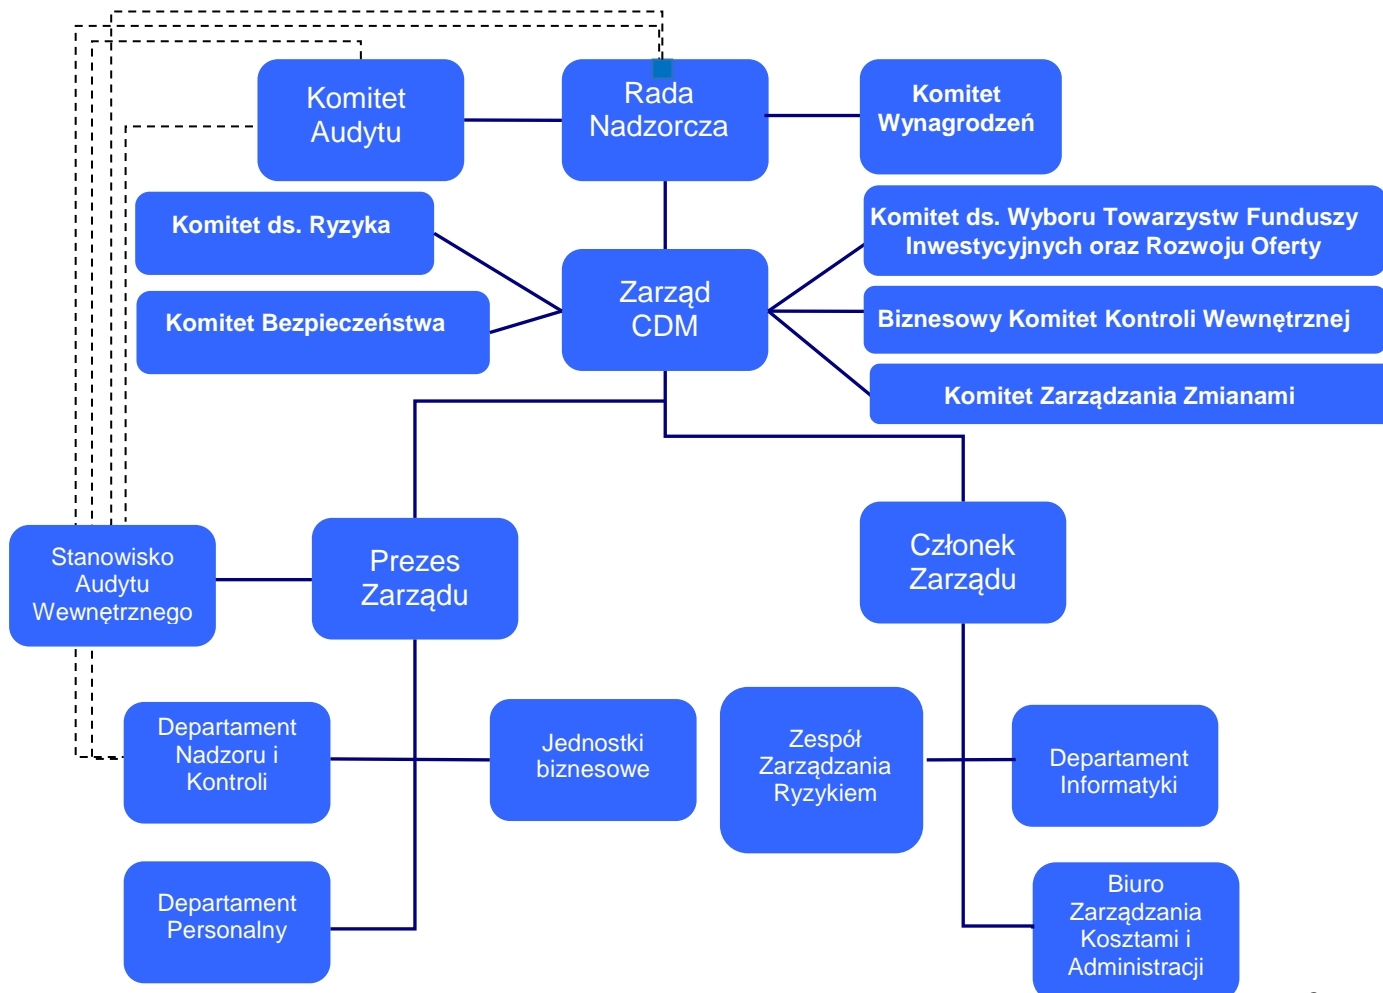 Komitet
Audytu
Rada
Nadzorcza
Komitet
Wynagrodzeń
Komitet ds. Ryzyka
Komitet Bezpieczeństwa
Zarząd
CDM
Komitet ds. Wyboru Towarzystw Funduszy
Inwestycyjnych oraz Rozwoju Oferty
Biznesowy Komitet Kontroli Wewnętrznej
Komitet Zarządzania Zmianami
Stanowisko
Audytu
Wewnętrznego
Prezes
Zarządu
Członek
Zarządu
Departament
Nadzoru i
Kontroli
Jednostki
biznesowe
Zespół
Zarządzania
Ryzykiem
Departament
Informatyki
Departament
Personalny
Biuro
Zarządzania
Kosztami i
Administracji